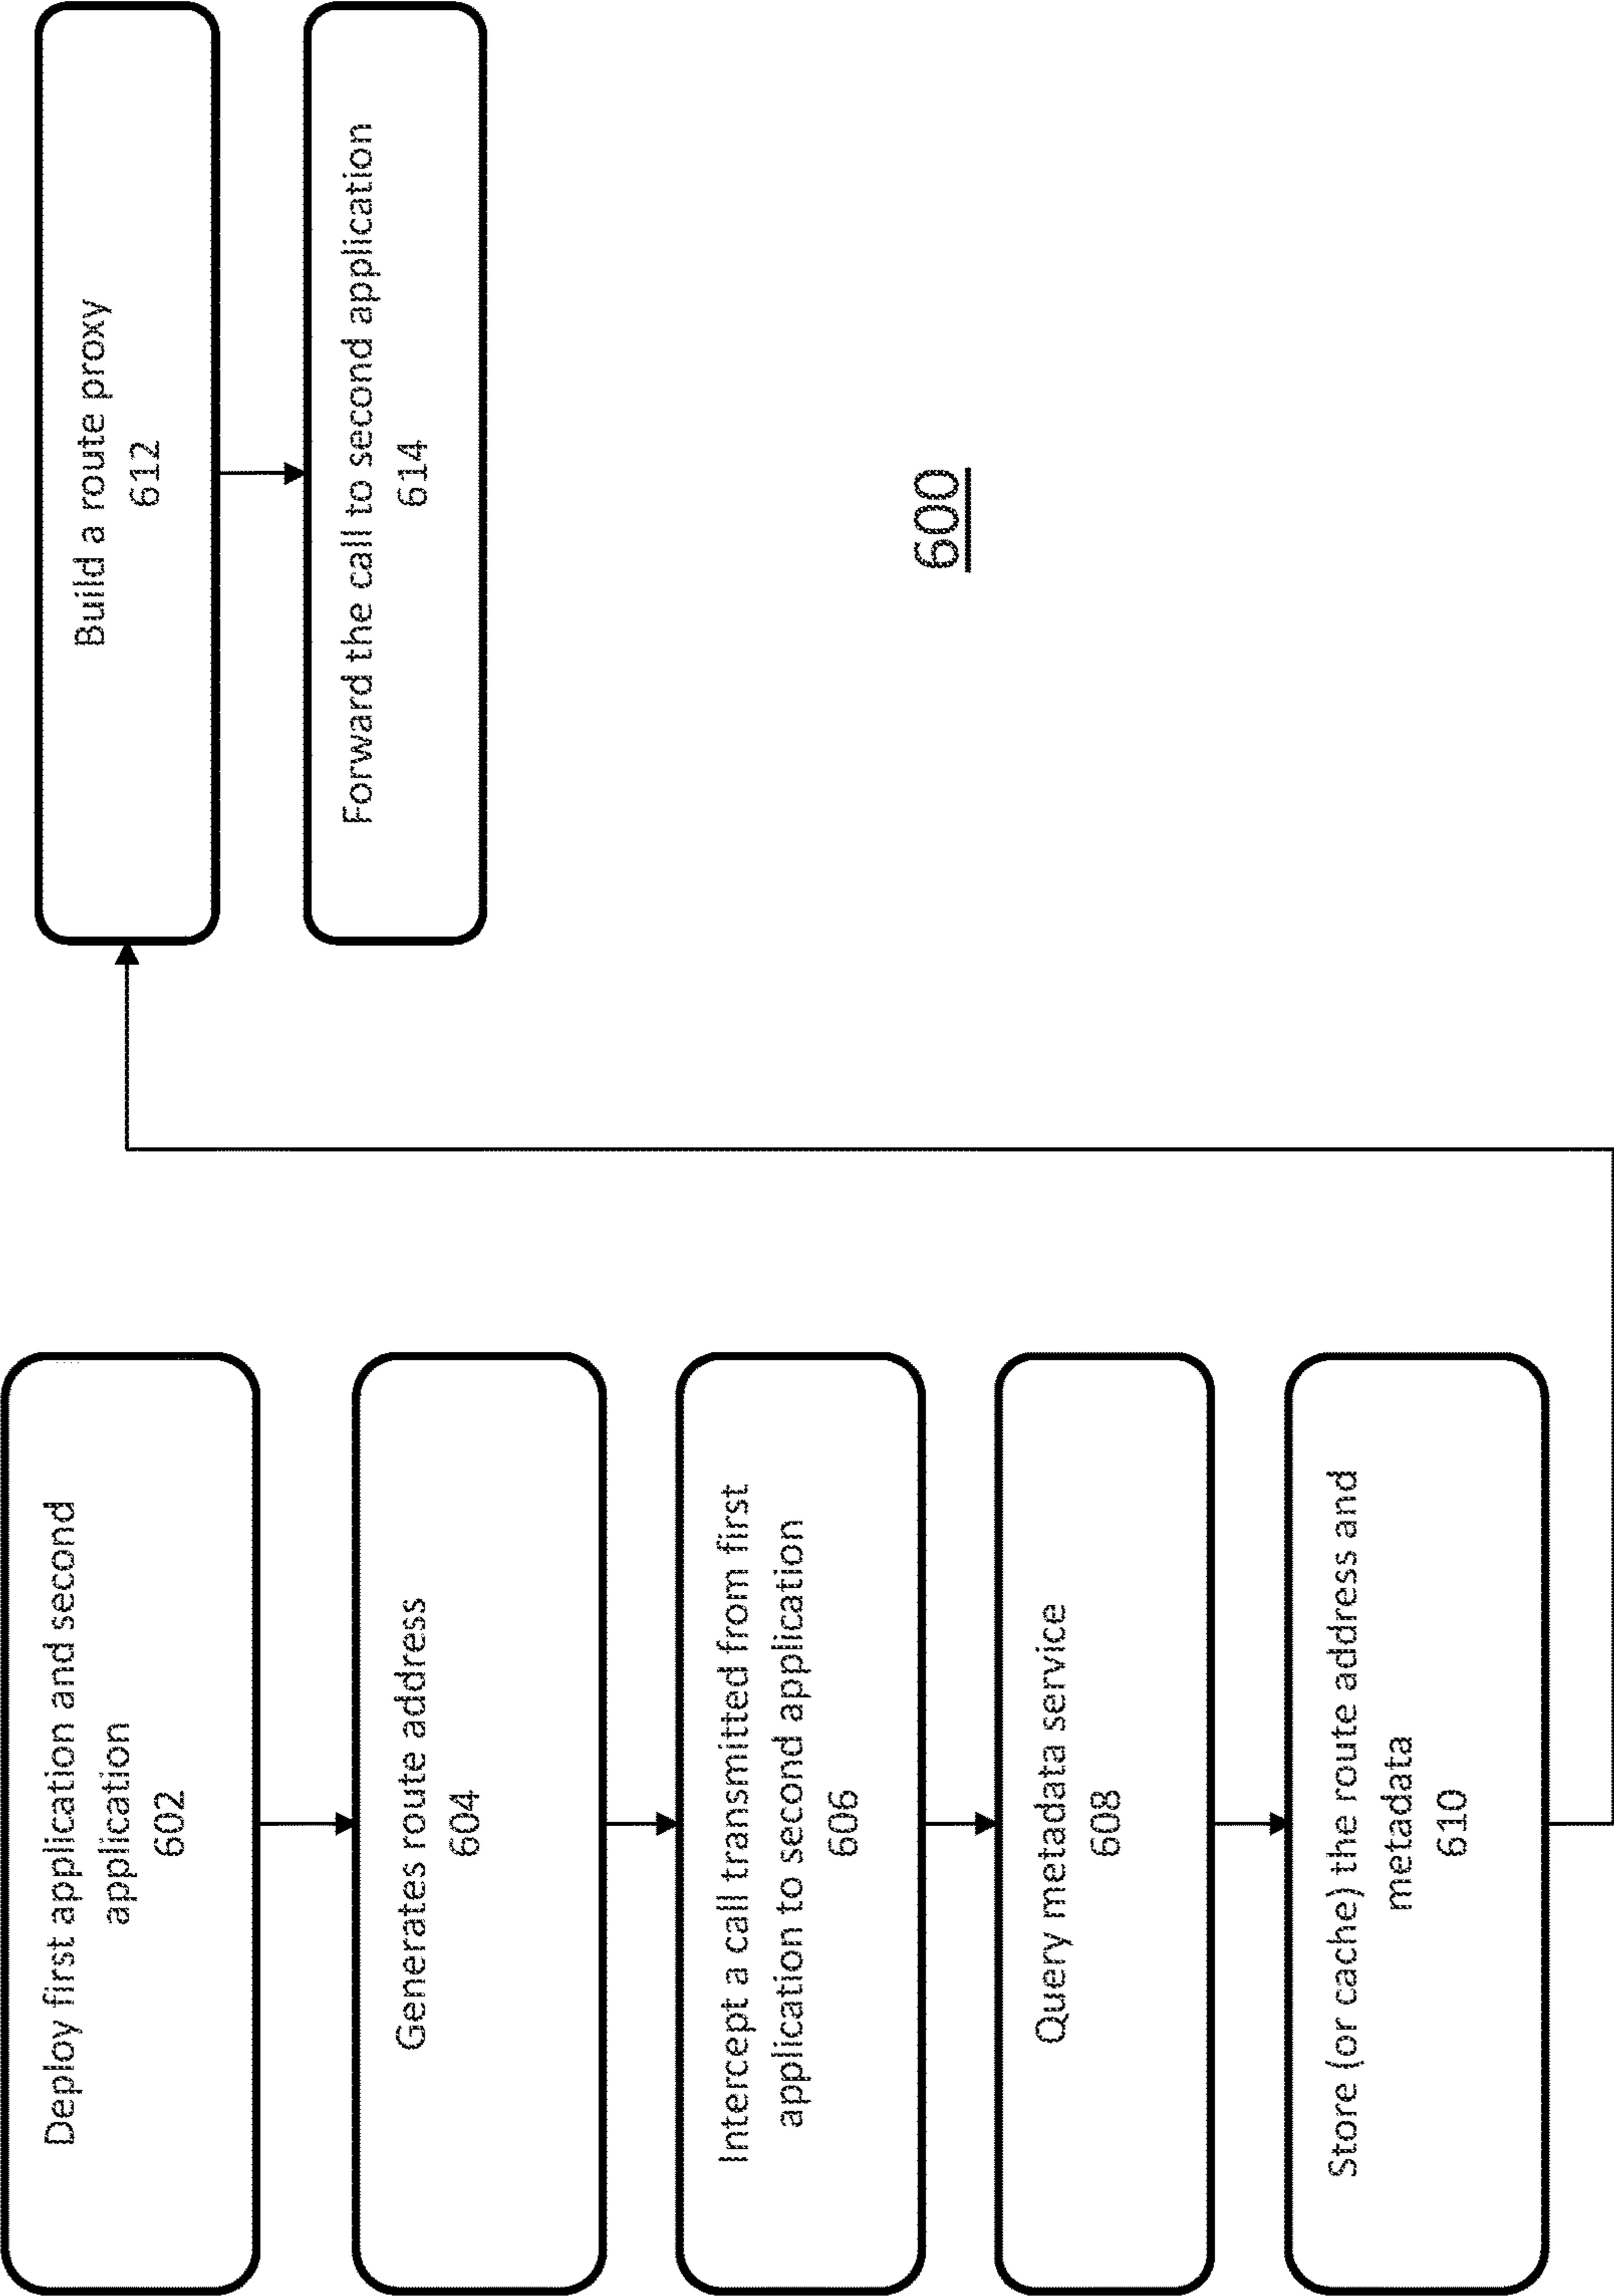 Deploy first application and second
application
602
Generates route address
604
Intercept a call transmitted from first
application to second application
606
Query metadata service
608
Store (or cache) the route address and
metadata
610
Build a route proxy
612
Forward the call to second application
614
600